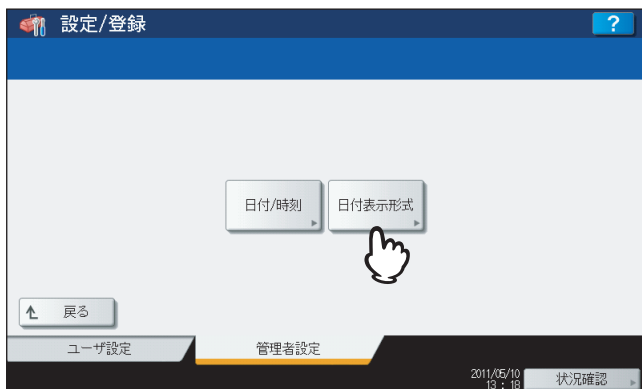 設定/登録
?
日付/時刻
日付表示形式
戻る
ユーザ設定
管理者設定
2011/05/10
13 : 18
状況確認